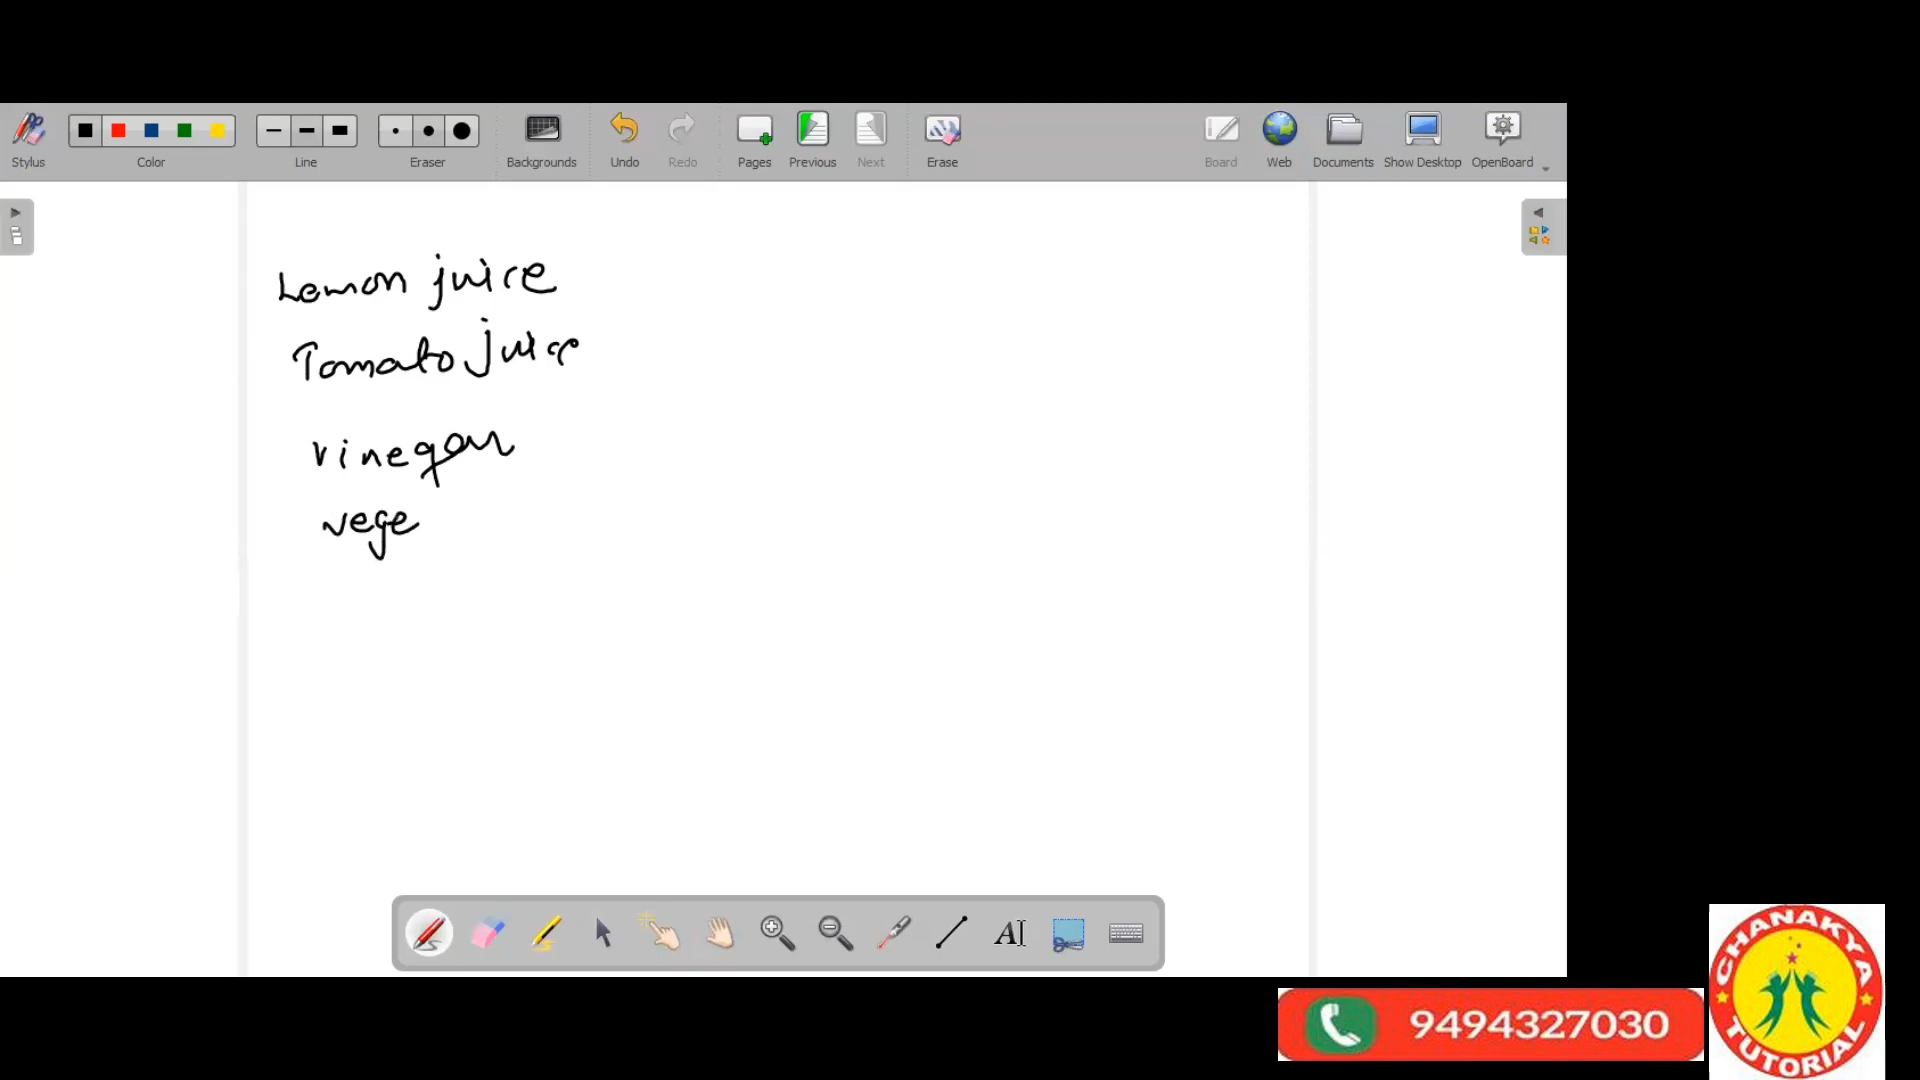 Stylus
Color
Line
Eraser
Backgrounds
Undo
Redo
Pages
Previous
Next
Erase
Board
Web
Documents
Show Desktop
OpenBoard
Lemon juice
Tomato juice
vinegar
vege
9494327030
CHANAKYA
TUTORIAL